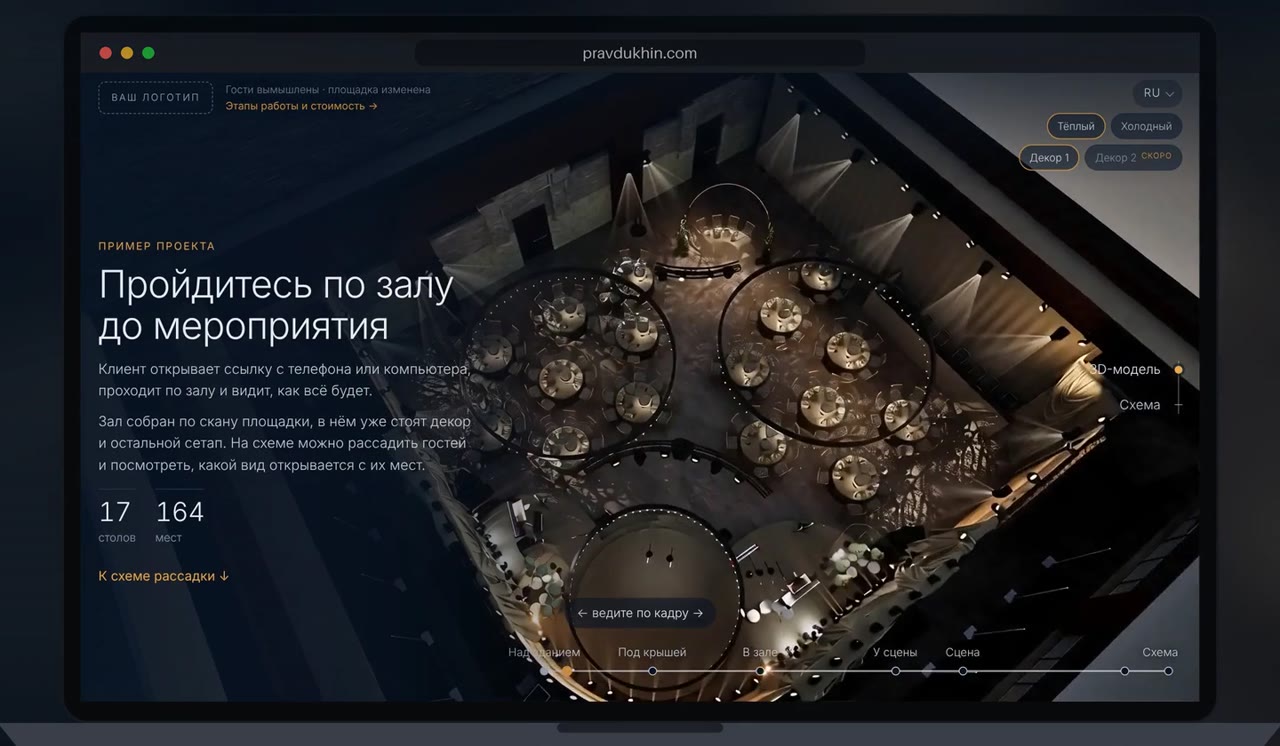 pravdukhin.com
ВАШ ЛОГОТИП
Гости вымышлены · площадка изменена
Этапы работы и стоимость →
RU
Тёплый
Холодный
Декор 1
Декор 2 СКОРО
ПРИМЕР ПРОЕКТА
Пройдитесь по залу
до мероприятия
Клиент открывает ссылку с телефона или компьютера,
проходит по залу и видит, как всё будет.
Зал собран по скану площадки, в нём уже стоят декор
и остальной сетап. На схеме можно рассадить гостей
и посмотреть, какой вид открывается с их мест.
3D-модель
Схема
17 164
столов мест
К схеме рассадки ↓
← ведите по кадру →
Над зданием
Под крышей
В зале
У сцены
Сцена
Схема